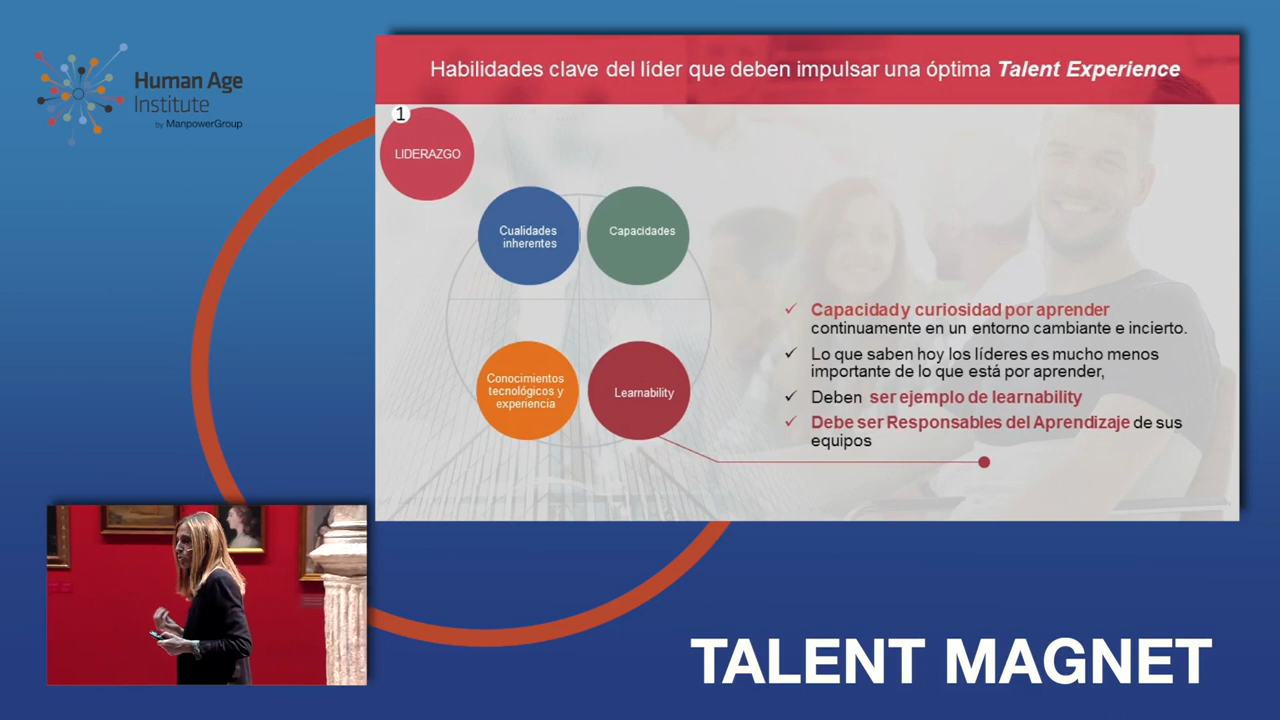 Human Age
Institute
by ManpowerGroup
Habilidades clave del líder que deben impulsar una óptima Talent Experience
1
LIDERAZGO
Cualidades
inherentes
Capacidades
Conocimientos
tecnológicos y
experiencia
Learnability
✓ Capacidad y curiosidad por aprender
continuamente en un entorno cambiante e incierto.
✓ Lo que saben hoy los líderes es mucho menos
importante de lo que está por aprender,
✓ Deben ser ejemplo de learnability
✓ Debe ser Responsables del Aprendizaje de sus
equipos
TALENT MAGNET